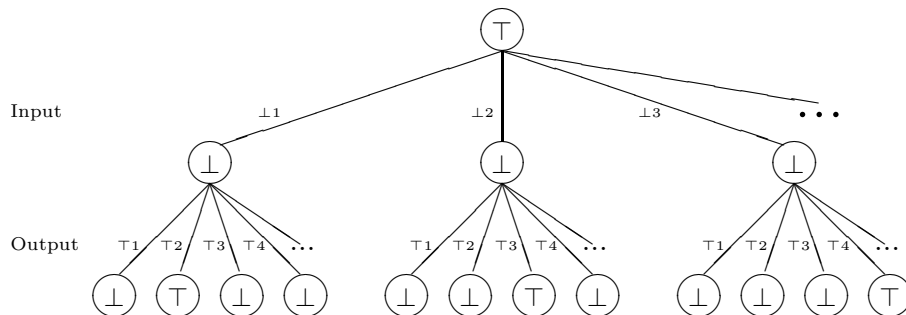 ⊤
Input ⊥1 ⊥2 ⊥3 ...
⊥ ⊥ ⊥
Output ⊤1 ⊤2 ⊤3 ⊤4 ... ⊤1 ⊤2 ⊤3 ⊤4 ... ⊤1 ⊤2 ⊤3 ⊤4 ...
⊥ ⊤ ⊥ ⊥ ⊥ ⊥ ⊤ ⊥ ⊥ ⊥ ⊥ ⊤